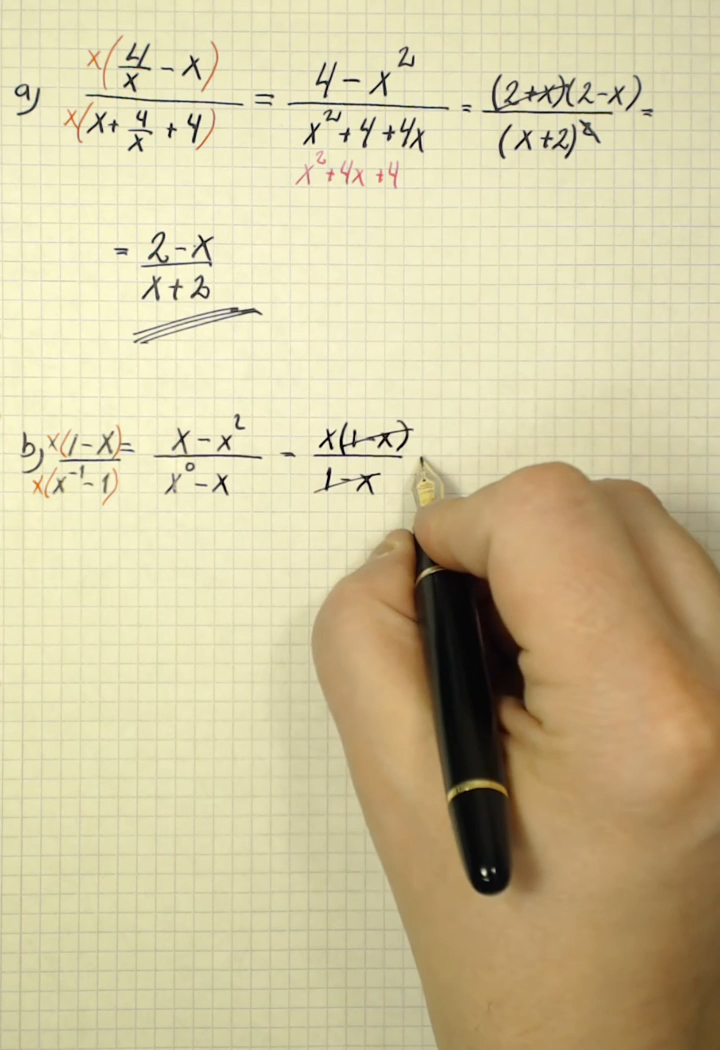 a) x(4/x - x) / x(x + 4/x + 4) = (4 - x²) / (x² + 4 + 4x) = (2+x)(2-x) / (x+2)² =
x² + 4x + 4
= (2 - x) / (x + 2)
b) x(1 - x) / x(x⁻¹ - 1) = (x - x²) / (x⁰ - x) = x(1 - x) / (1 - x)